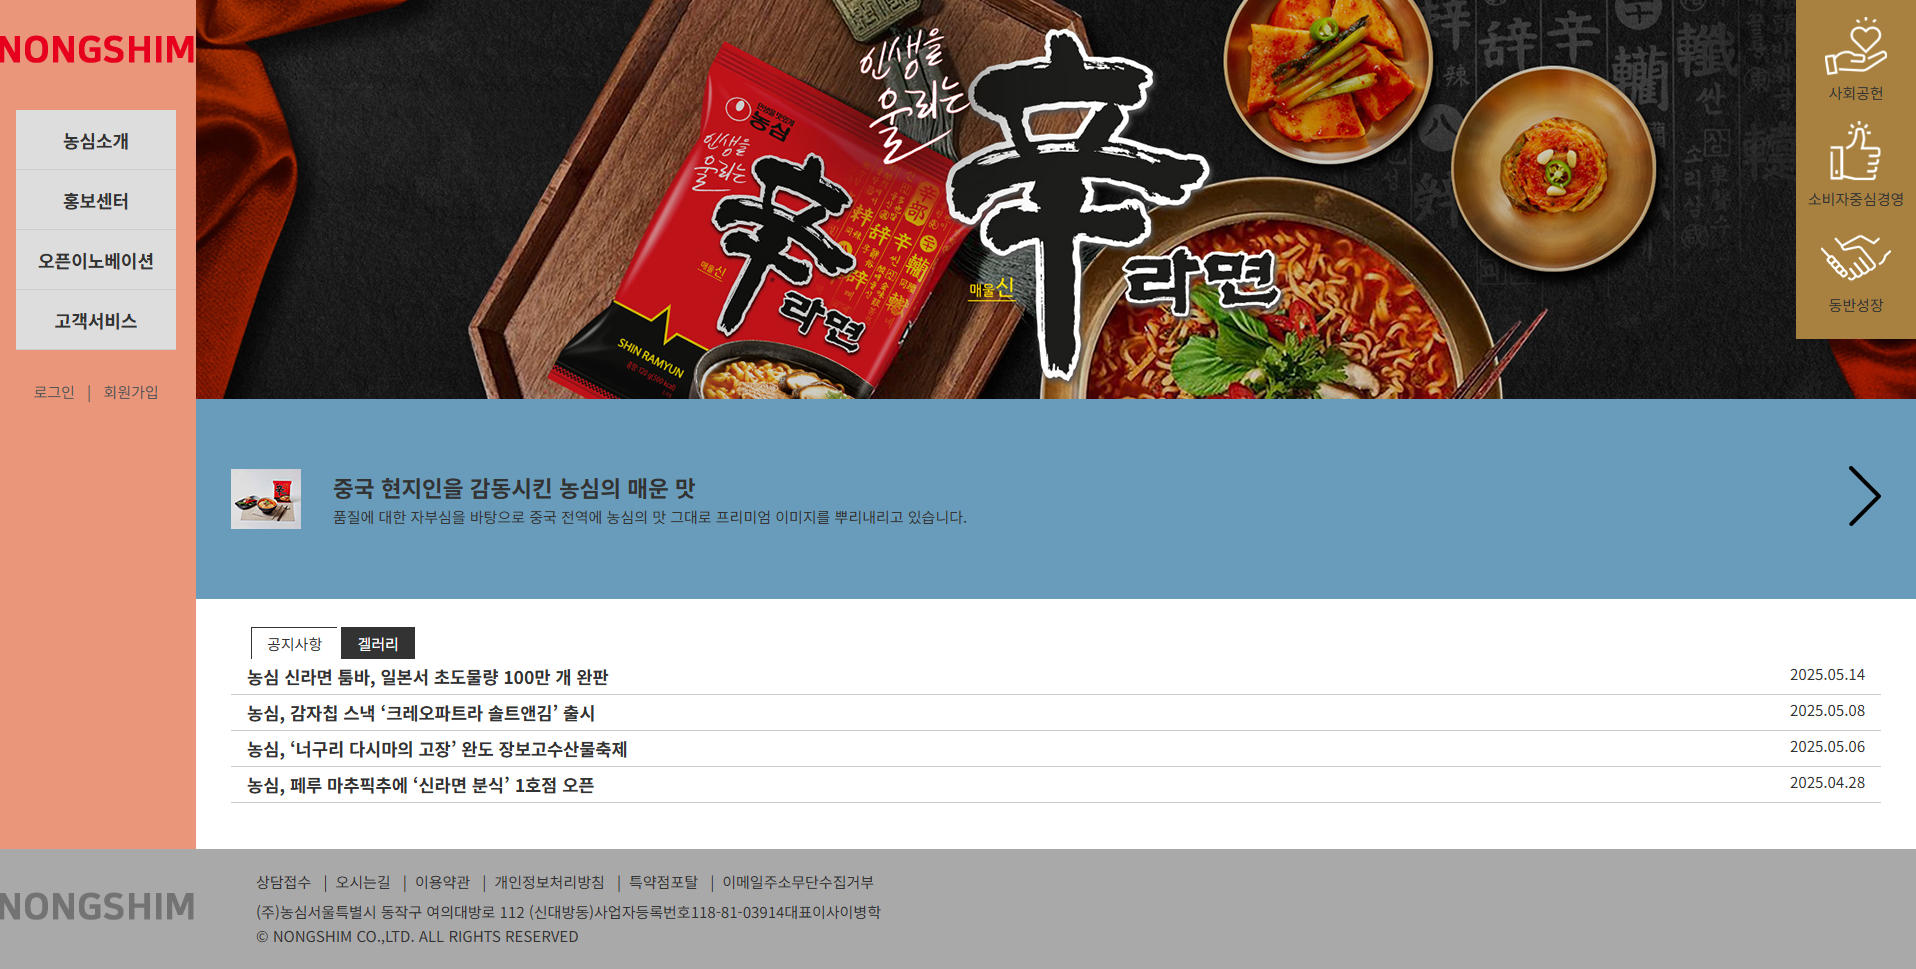 NONGSHIM
농심소개
홍보센터
오픈이노베이션
고객서비스
로그인 | 회원가입
인생을
울리는
辛
라면
매울신
농심
인생을
울리는
辛
라면
매울신
SHIN RAMYUN
사회공헌
소비자중심경영
동반성장
중국 현지인을 감동시킨 농심의 매운 맛
품질에 대한 자부심을 바탕으로 중국 전역에 농심의 맛 그대로 프리미엄 이미지를 뿌리내리고 있습니다.
공지사항 겔러리
농심 신라면 툼바, 일본서 초도물량 100만 개 완판 2025.05.14
농심, 감자칩 스낵 ‘크레오파트라 솔트앤김’ 출시 2025.05.08
농심, ‘너구리 다시마의 고장’ 완도 장보고수산물축제 2025.05.06
농심, 페루 마추픽추에 ‘신라면 분식’ 1호점 오픈 2025.04.28
NONGSHIM
상담접수 | 오시는길 | 이용약관 | 개인정보처리방침 | 특약점포탈 | 이메일주소무단수집거부
(주)농심서울특별시 동작구 여의대방로 112 (신대방동)사업자등록번호118-81-03914대표이사이병학
© NONGSHIM CO.,LTD. ALL RIGHTS RESERVED